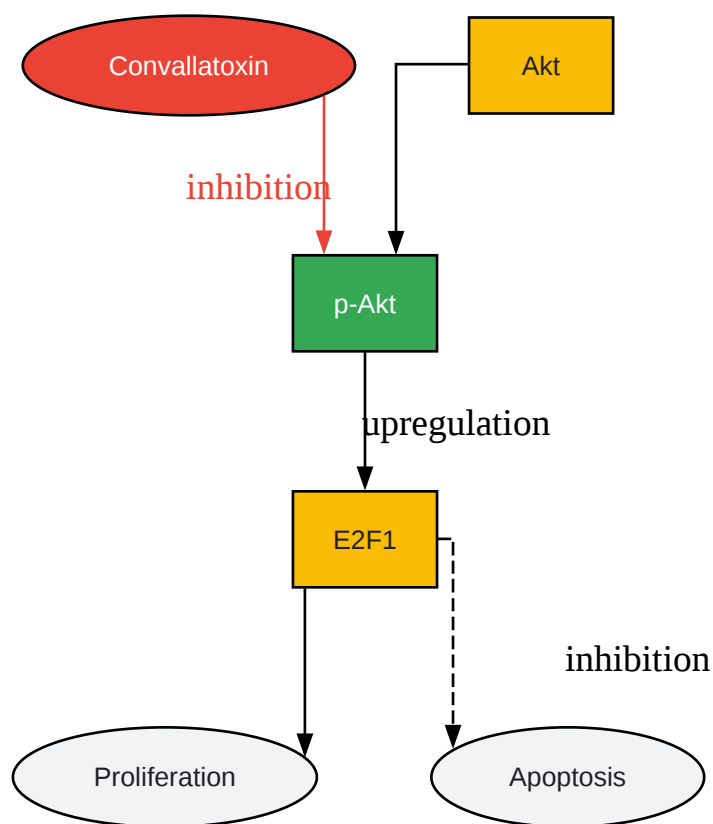 Convallatoxin
Akt
inhibition
p-Akt
upregulation
E2F1
inhibition
Proliferation
Apoptosis